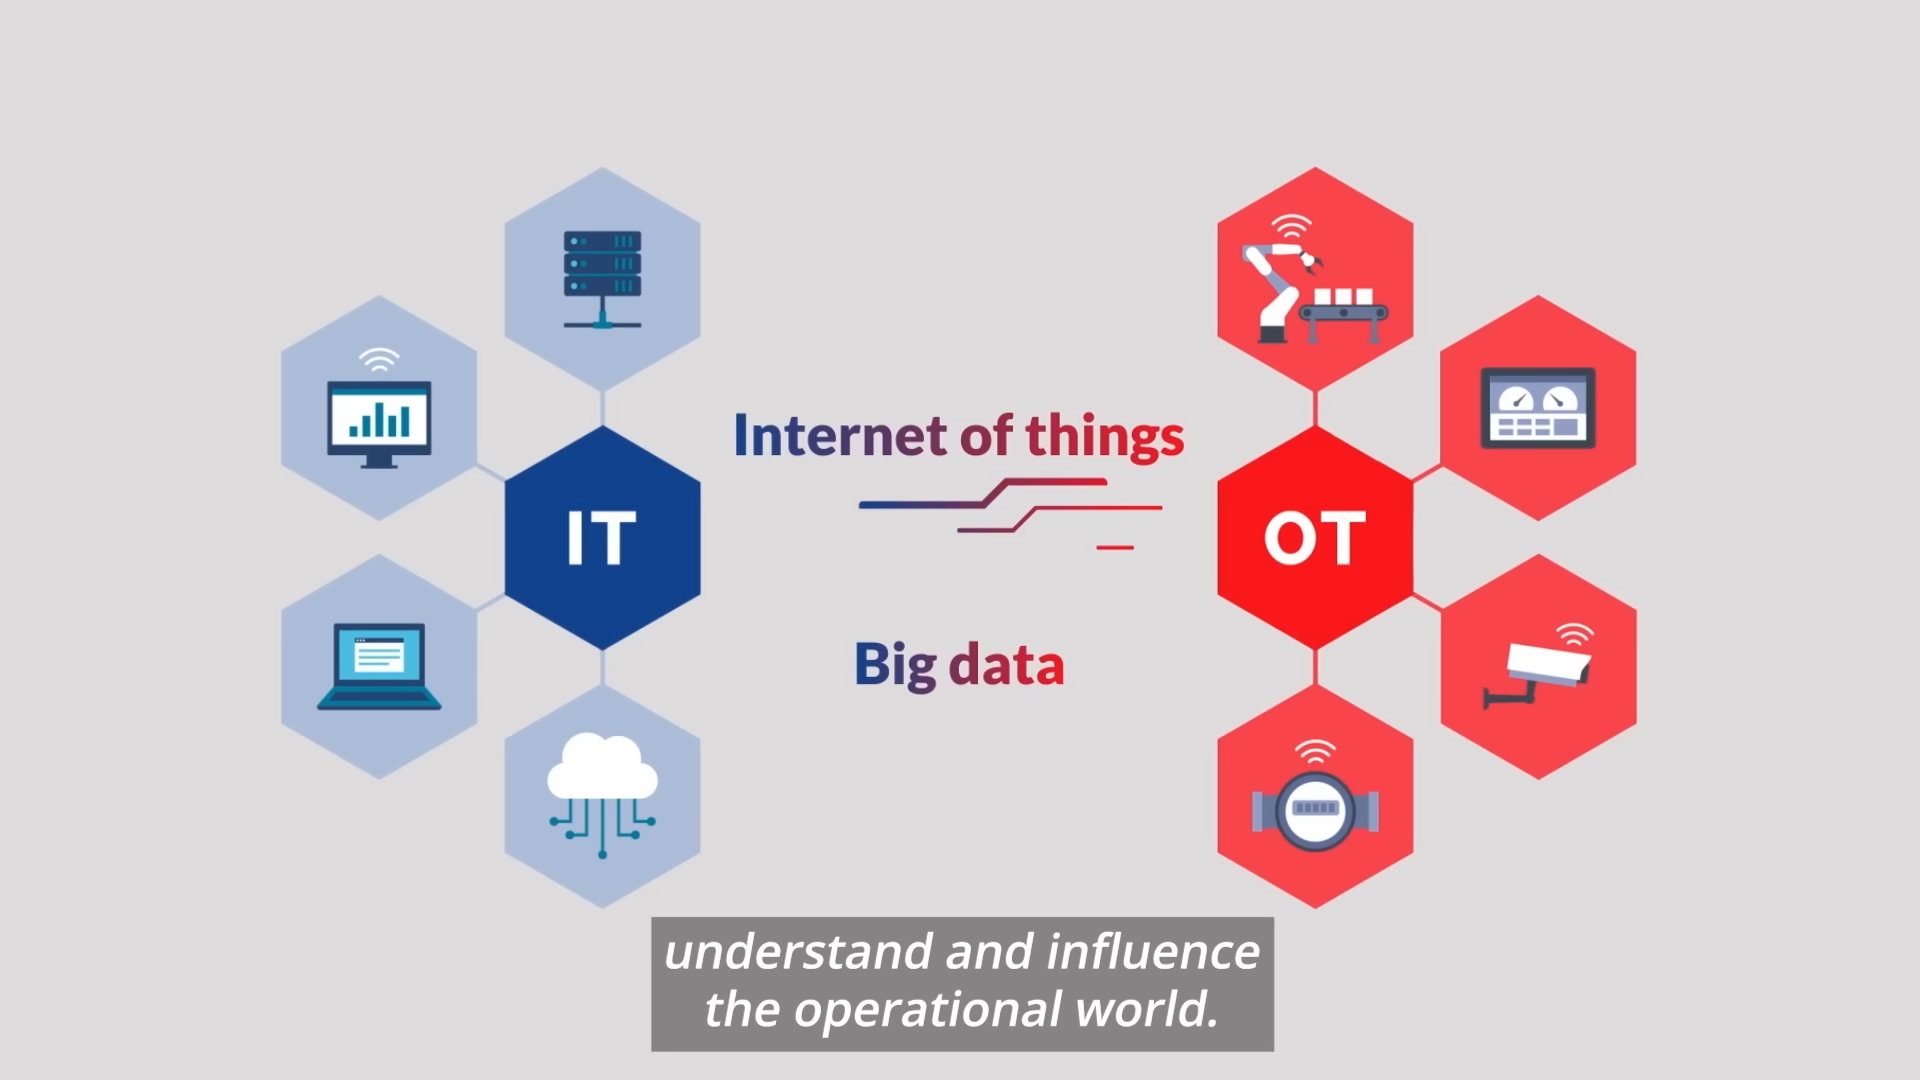 Internet of things
IT
OT
Big data
understand and influence
the operational world.